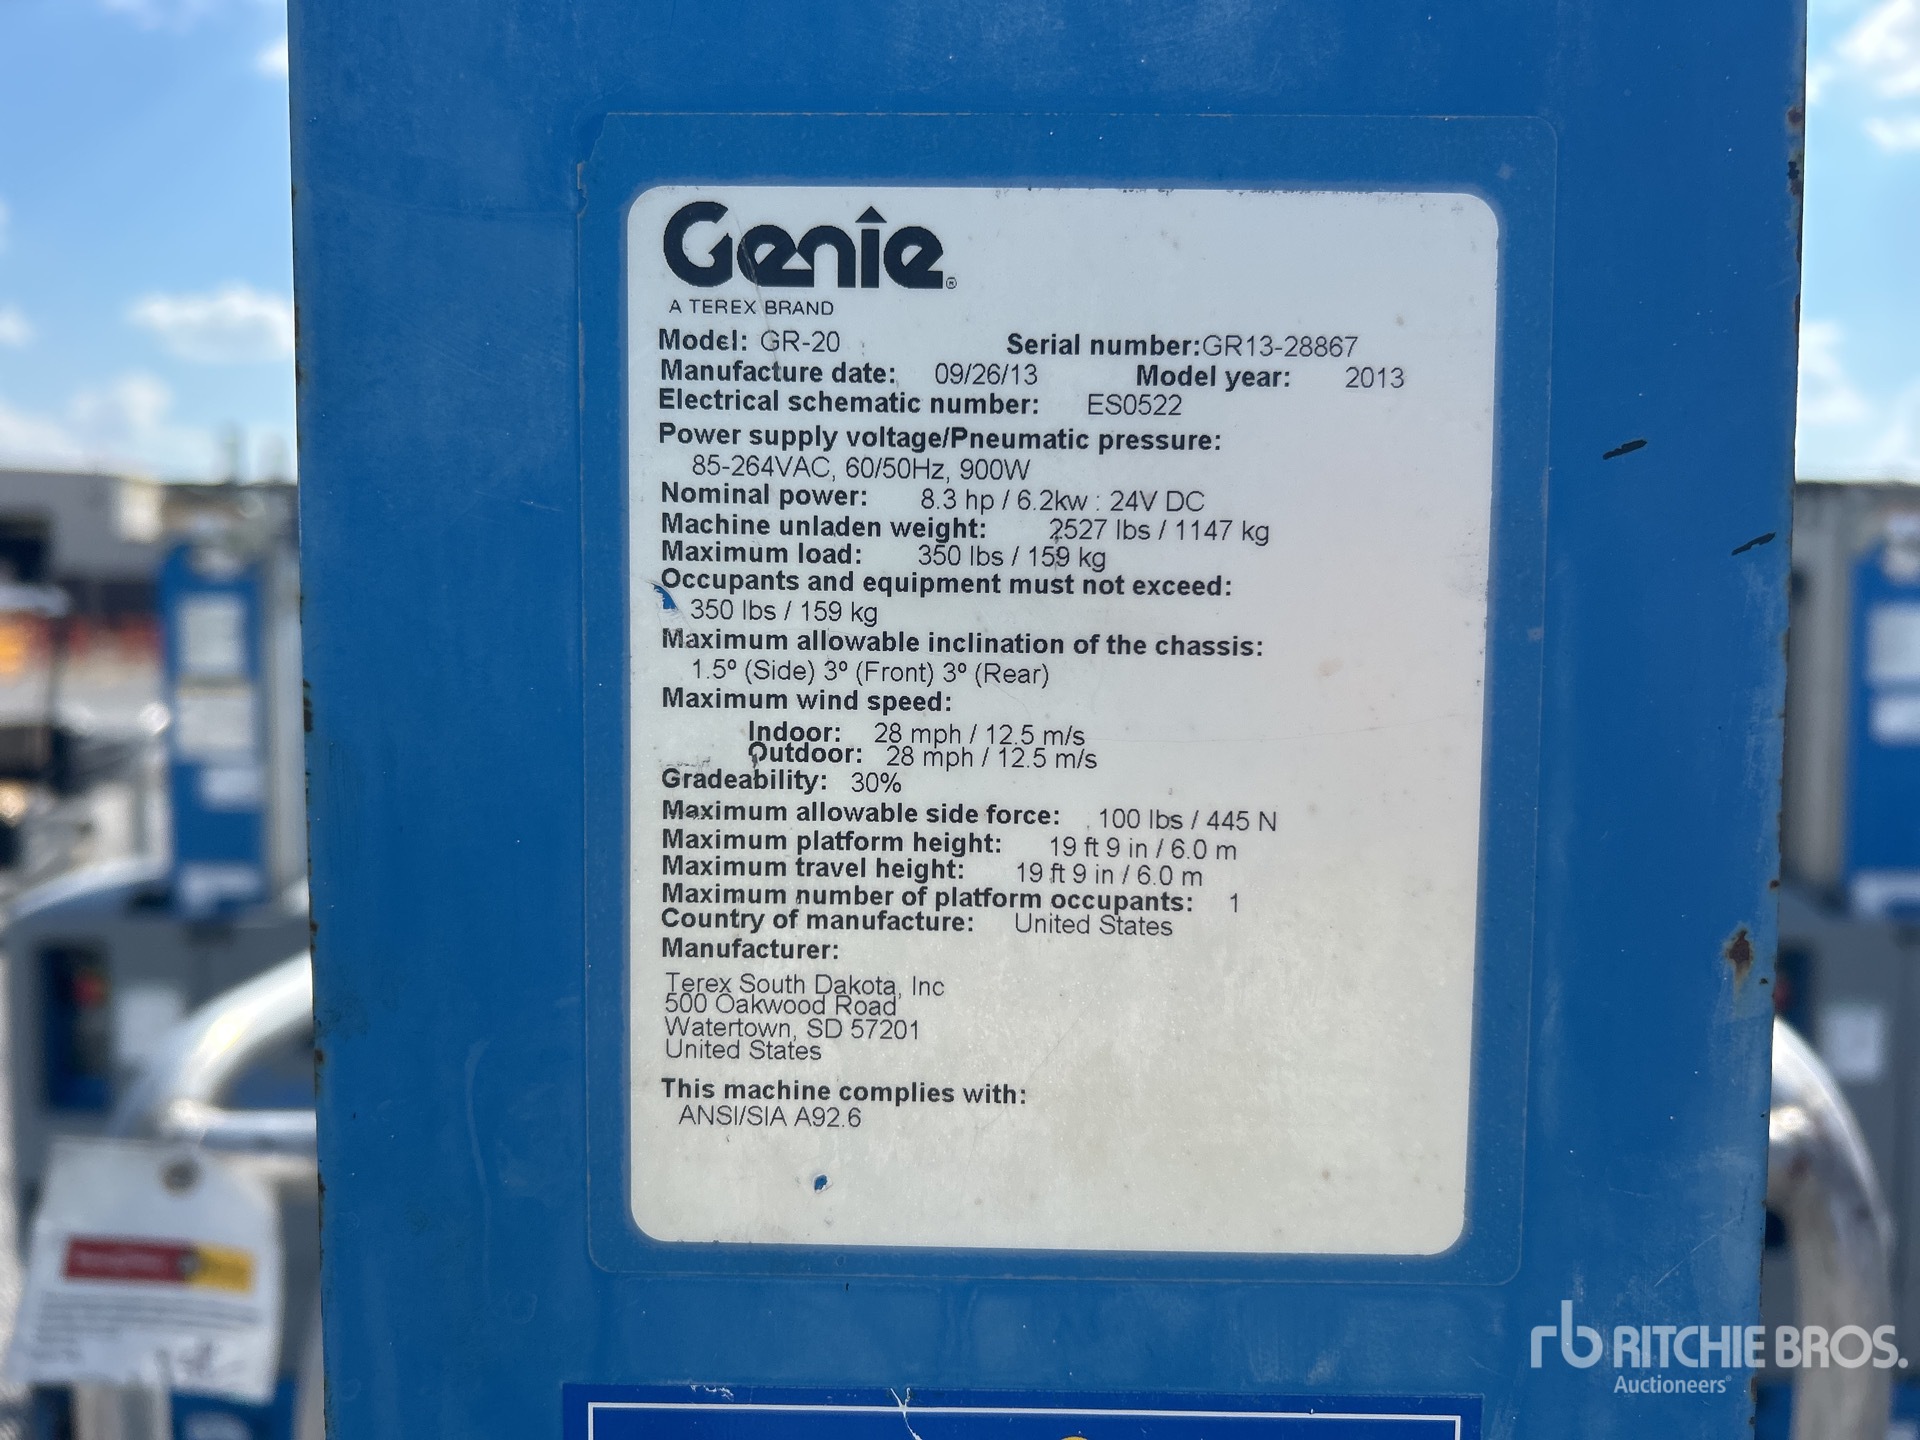 Genie®
A TEREX BRAND
Model: GR-20 Serial number:GR13-28867
Manufacture date: 09/26/13 Model year: 2013
Electrical schematic number: ES0522
Power supply voltage/Pneumatic pressure:
85-264VAC, 60/50Hz, 900W
Nominal power: 8.3 hp / 6.2kw : 24V DC
Machine unladen weight: 2527 lbs / 1147 kg
Maximum load: 350 lbs / 159 kg
Occupants and equipment must not exceed:
350 lbs / 159 kg
Maximum allowable inclination of the chassis:
1.5º (Side) 3º (Front) 3º (Rear)
Maximum wind speed:
Indoor: 28 mph / 12.5 m/s
Outdoor: 28 mph / 12.5 m/s
Gradeability: 30%
Maximum allowable side force: 100 lbs / 445 N
Maximum platform height: 19 ft 9 in / 6.0 m
Maximum travel height: 19 ft 9 in / 6.0 m
Maximum number of platform occupants: 1
Country of manufacture: United States
Manufacturer:
Terex South Dakota, Inc
500 Oakwood Road
Watertown, SD 57201
United States
This machine complies with:
ANSI/SIA A92.6
rb RITCHIE BROS.
Auctioneers